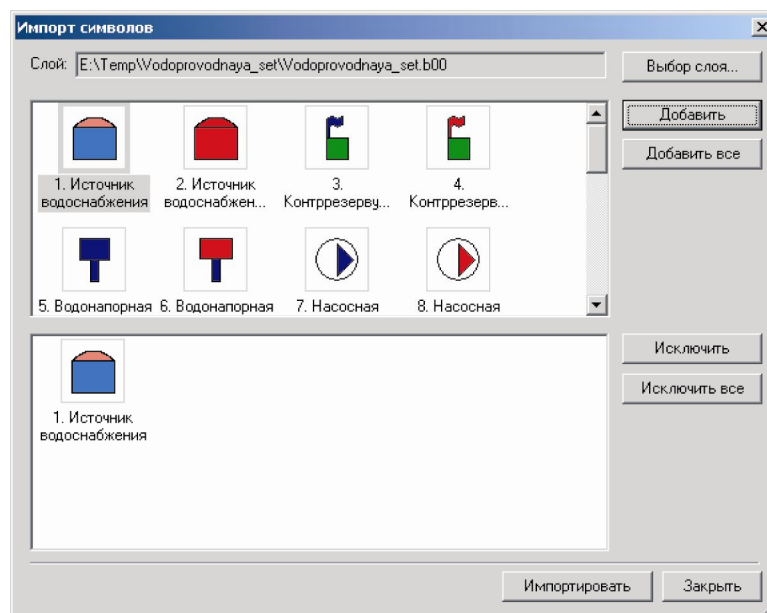 Импорт символов
Слой: E:\Temp\Vodoprovodnaya_set\Vodoprovodnaya_set.b00
Выбор слоя...
Добавить
Добавить все
1. Источник
водоснабжения
2. Источник
водоснабжен...
3.
Контррезерву...
4.
Контррезерв...
5. Водонапорная
6. Водонапорная
7. Насосная
8. Насосная
Исключить
Исключить все
1. Источник
водоснабжения
Импортировать
Закрыть